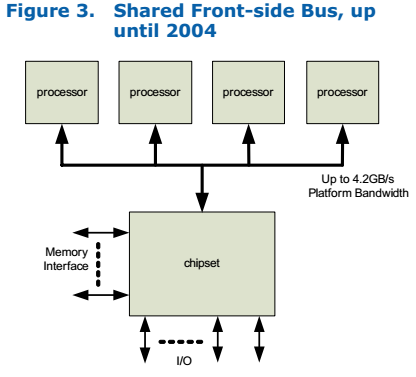 Figure 3. Shared Front-side Bus, up
until 2004
processor processor processor processor
Up to 4.2GB/s
Platform Bandwidth
Memory
Interface
chipset
I/O